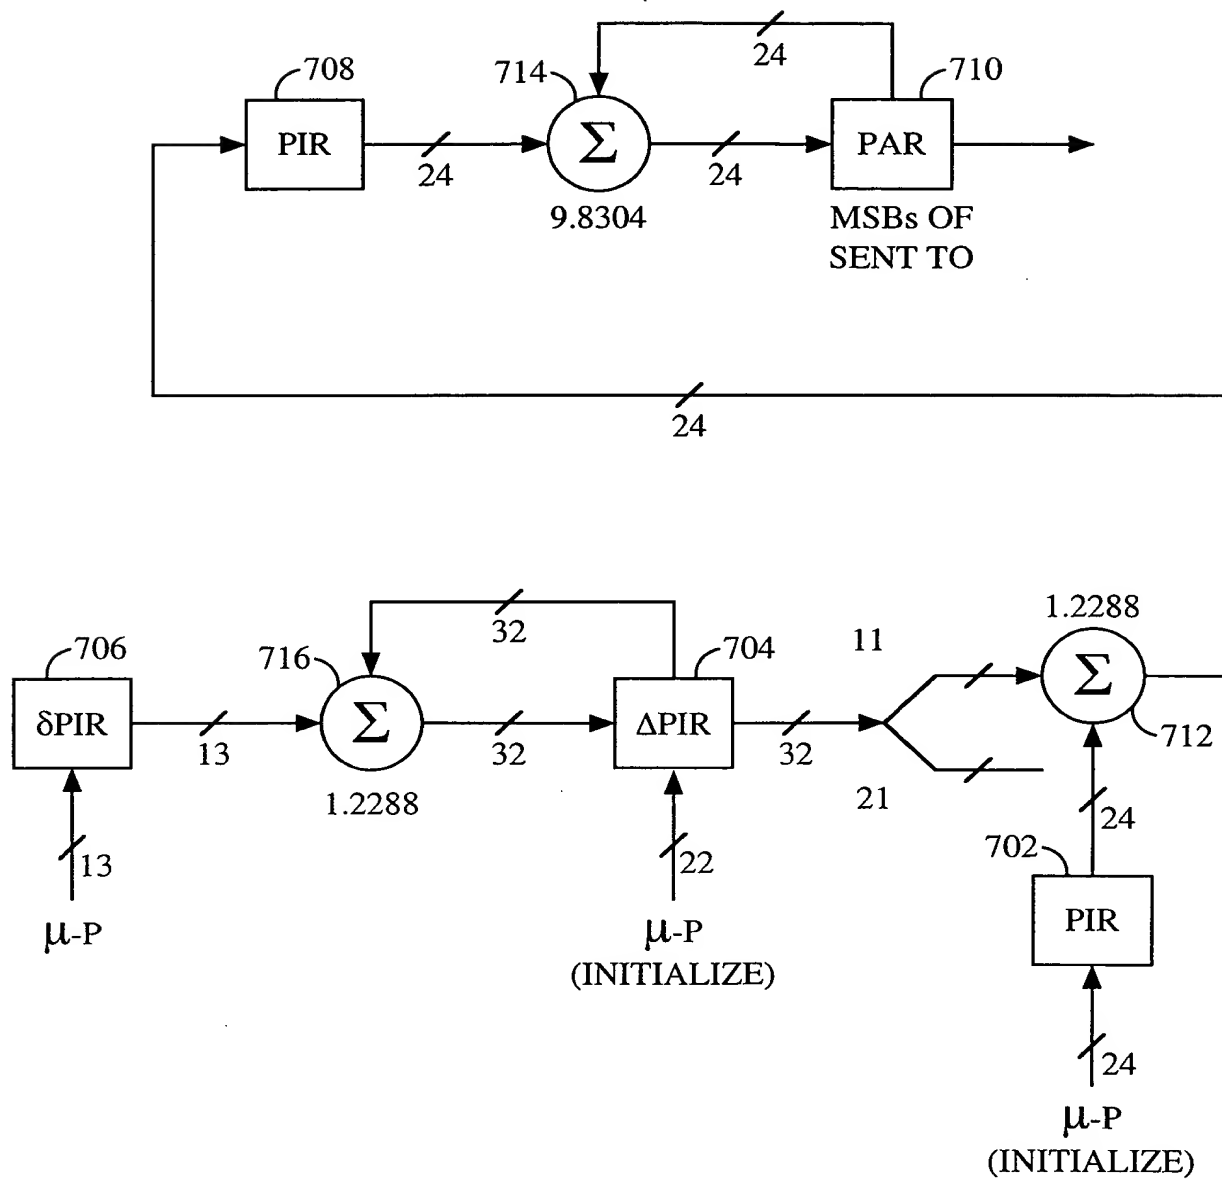 24
708
714
24
710
PIR
24
Σ
24
PAR
9.8304
MSBs OF
SENT TO
24
706
δPIR
13
13
μ-P
716
Σ
1.2288
32
32
704
ΔPIR
32
22
μ-P
(INITIALIZE)
11
21
1.2288
Σ
712
24
702
PIR
24
μ-P
(INITIALIZE)